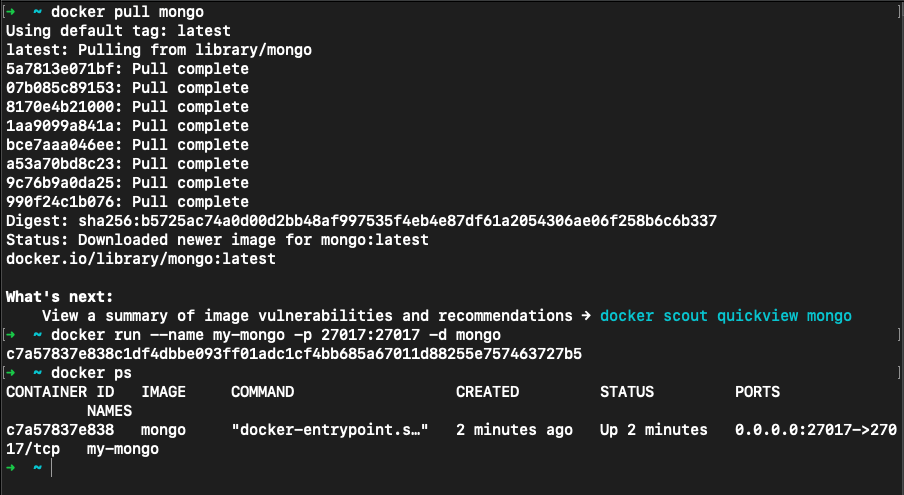 [➜  ~ docker pull mongo ]
Using default tag: latest
latest: Pulling from library/mongo
5a7813e071bf: Pull complete
07b085c89153: Pull complete
8170e4b21000: Pull complete
1aa9099a841a: Pull complete
bce7aaa046ee: Pull complete
a53a70bd8c23: Pull complete
9c76b9a0da25: Pull complete
990f24c1b076: Pull complete
Digest: sha256:b5725ac74a0d00d2bb48af997535f4eb4e87df61a2054306ae06f258b6c6b337
Status: Downloaded newer image for mongo:latest
docker.io/library/mongo:latest
What's next:
View a summary of image vulnerabilities and recommendations → docker scout quickview mongo
[➜  ~ docker run --name my-mongo -p 27017:27017 -d mongo ]
c7a57837e838c1df4dbbe093ff01adc1cf4bb685a67011d88255e757463727b5
[➜  ~ docker ps ]
CONTAINER ID   IMAGE     COMMAND                  CREATED         STATUS         PORTS
NAMES
c7a57837e838   mongo     "docker-entrypoint.s…"   2 minutes ago   Up 2 minutes   0.0.0.0:27017->270
17/tcp   my-mongo
➜  ~